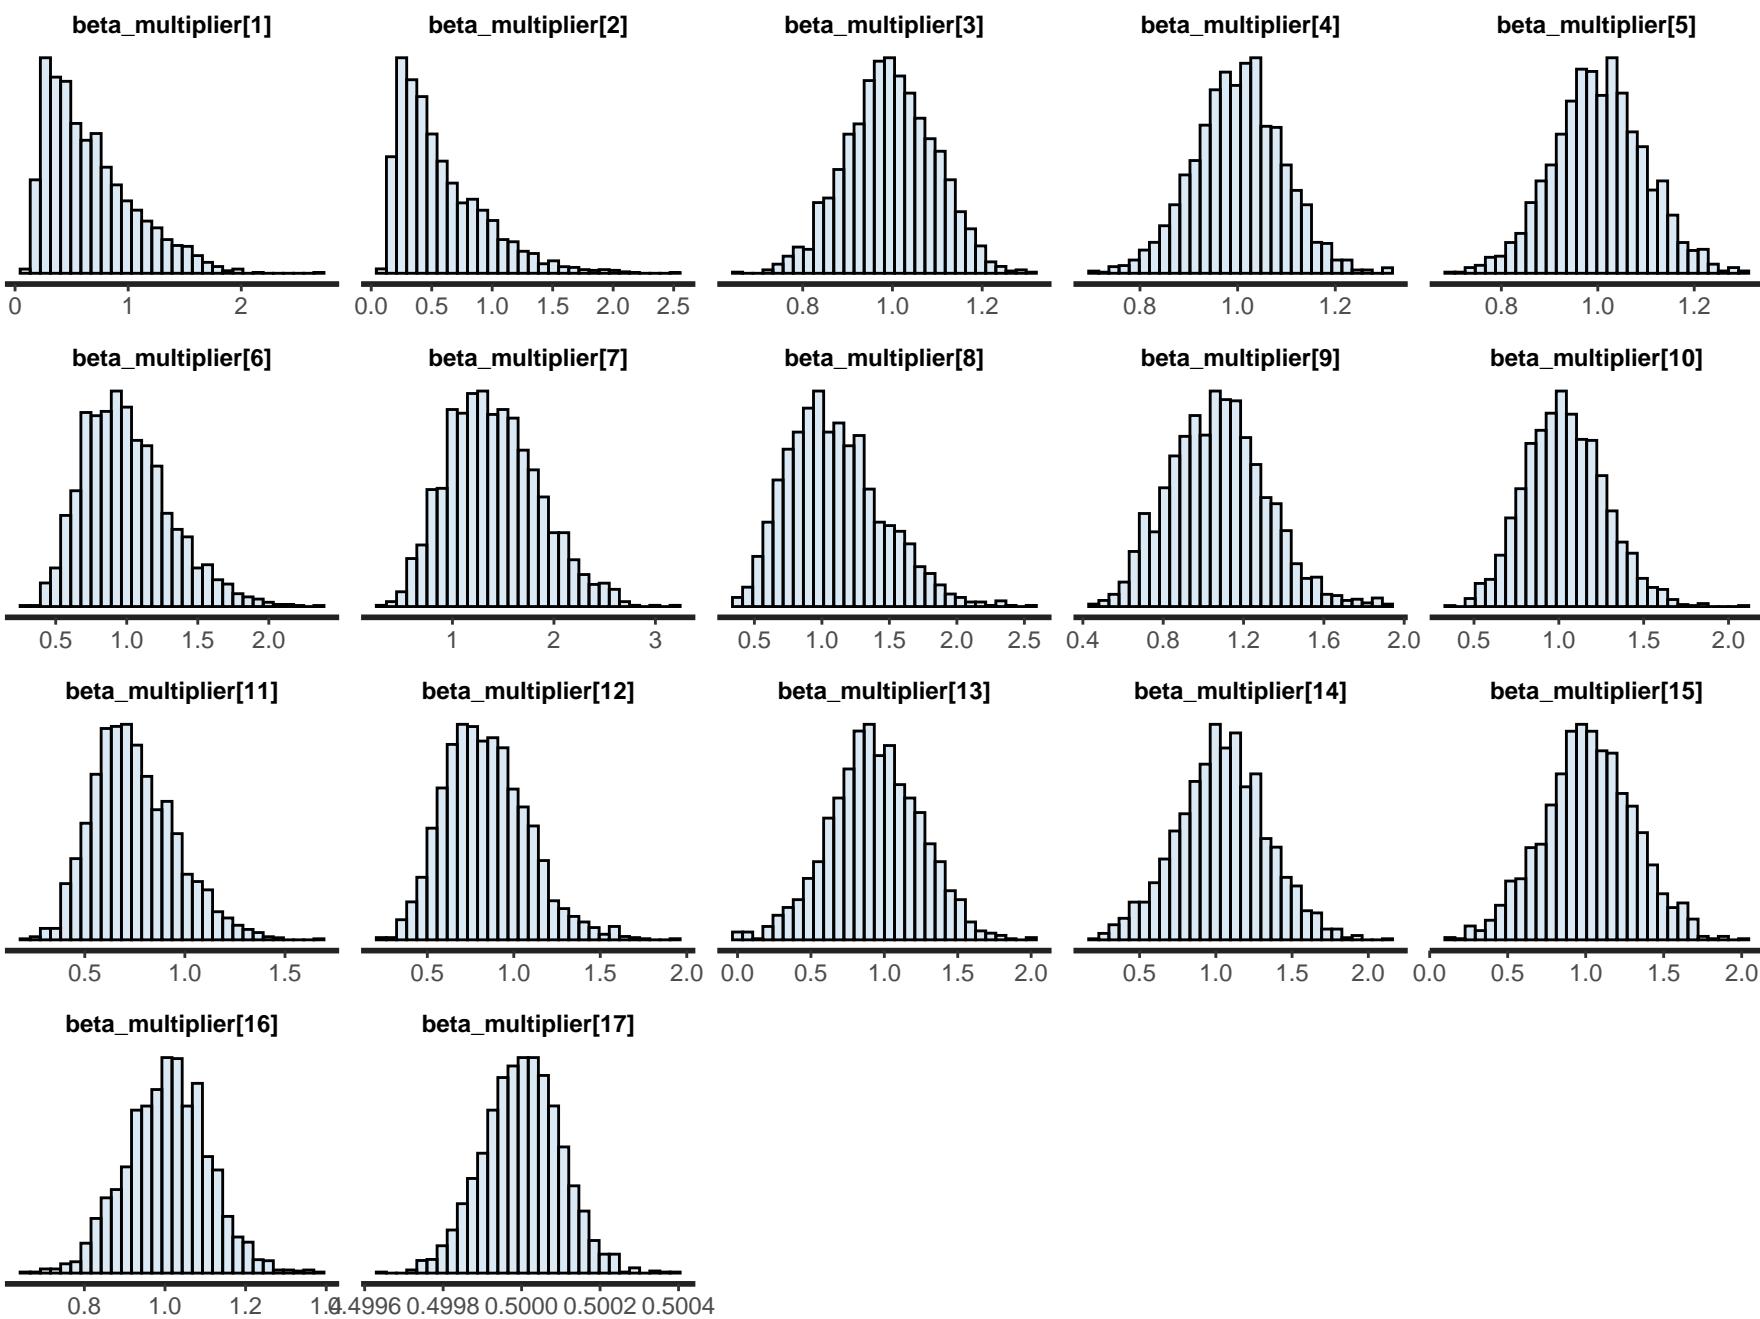 beta_multiplier[1] beta_multiplier[2] beta_multiplier[3] beta_multiplier[4] beta_multiplier[5]
0 1 2 0.0 0.5 1.0 1.5 2.0 2.5 0.8 1.0 1.2 0.8 1.0 1.2 0.8 1.0 1.2
beta_multiplier[6] beta_multiplier[7] beta_multiplier[8] beta_multiplier[9] beta_multiplier[10]
0.5 1.0 1.5 2.0 1 2 3 0.5 1.0 1.5 2.0 2.5 0.4 0.8 1.2 1.6 2.0 0.5 1.0 1.5 2.0
beta_multiplier[11] beta_multiplier[12] beta_multiplier[13] beta_multiplier[14] beta_multiplier[15]
0.5 1.0 1.5 0.5 1.0 1.5 2.0 0.0 0.5 1.0 1.5 2.0 0.5 1.0 1.5 2.0 0.0 0.5 1.0 1.5 2.0
beta_multiplier[16] beta_multiplier[17]
0.8 1.0 1.2 1.4 0.4996 0.4998 0.5000 0.5002 0.5004